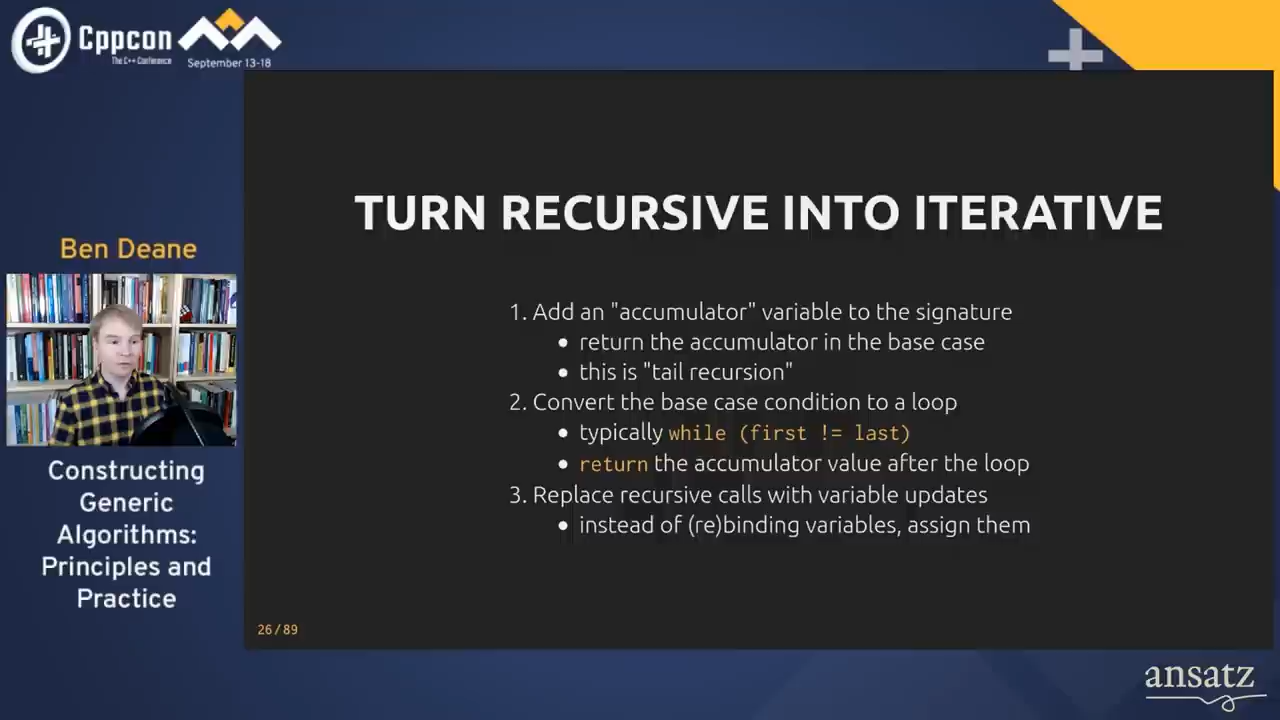 Cppcon
The C++ Conference
September 13-18
Ben Deane
Constructing
Generic
Algorithms:
Principles and
Practice
TURN RECURSIVE INTO ITERATIVE
1. Add an "accumulator" variable to the signature
• return the accumulator in the base case
• this is "tail recursion"
2. Convert the base case condition to a loop
• typically while (first != last)
• return the accumulator value after the loop
3. Replace recursive calls with variable updates
• instead of (re)binding variables, assign them
26 / 89
ansatz